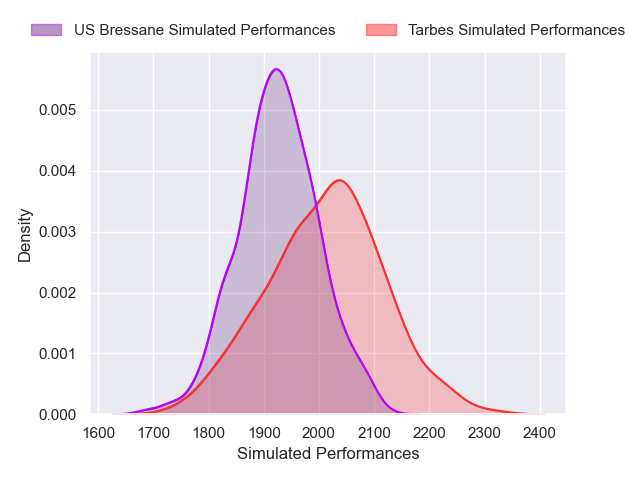 US Bressane Simulated Performances Tarbes Simulated Performances
0.005
0.004
0.003
0.002
0.001
0.000
Density
1600 1700 1800 1900 2000 2100 2200 2300 2400
Simulated Performances